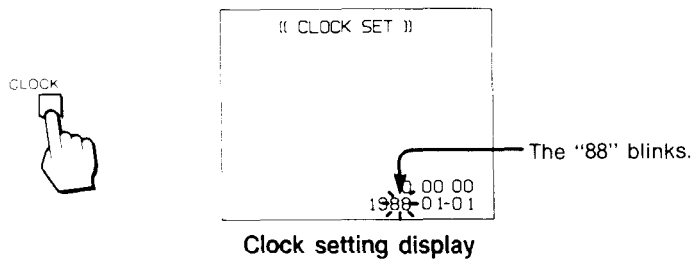 (( CLOCK SET ))
CLOCK
The “88” blinks.
0 00 00
1988-01-01
Clock setting display